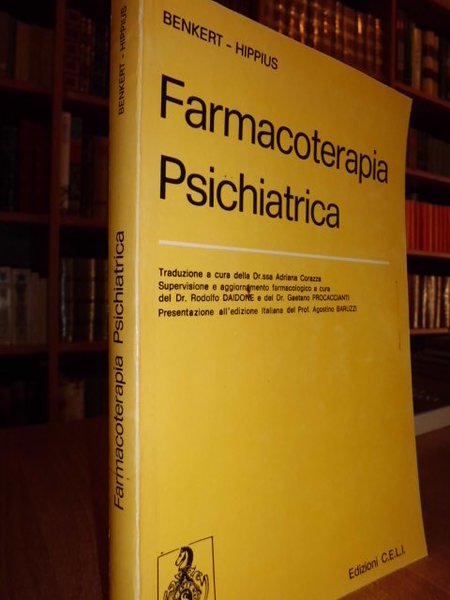 BENKERT - HIPPIUS
Farmacoterapia
Psichiatrica
Traduzione a cura della Dr.ssa Adriana Corazza
Supervisione e aggiornamento farmacologico a cura
del Dr. Rodolfo DAIDONE e del Dr. Gaetano PROCACCIANTI
Presentazione all'edizione italiana del Prof. Agostino BARUZZI
Edizioni C.E.L.I.
BENKERT - HIPPIUS
Farmacoterapia Psichiatrica